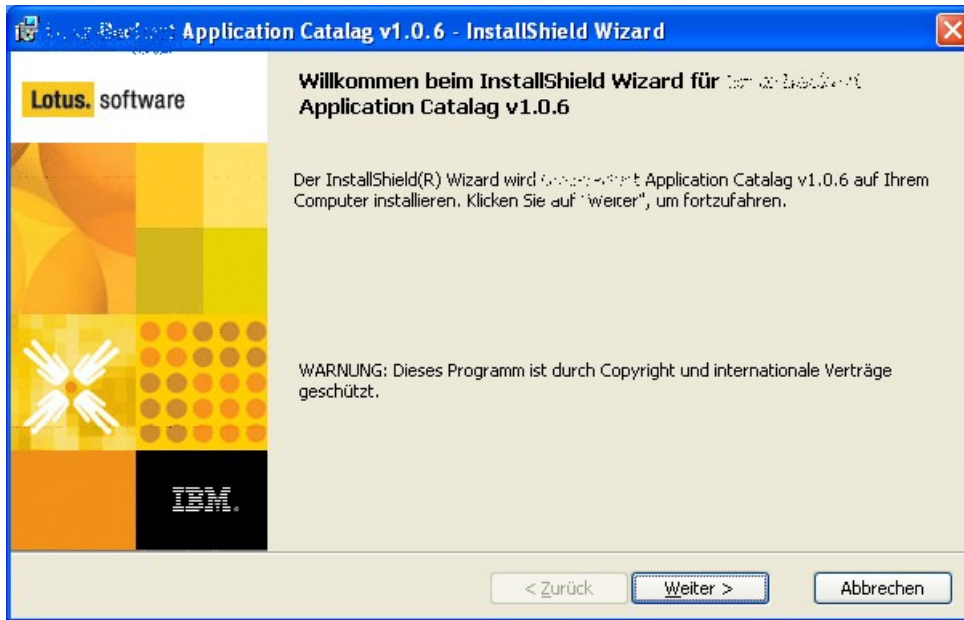 Application Catalag v1.0.6 - InstallShield Wizard
Lotus. software
Willkommen beim InstallShield Wizard für
Application Catalag v1.0.6
Der InstallShield(R) Wizard wird Application Catalag v1.0.6 auf Ihrem
Computer installieren. Klicken Sie auf "Weiter", um fortzufahren.
WARNUNG: Dieses Programm ist durch Copyright und internationale Verträge
geschützt.
IBM.
< Zurück Weiter > Abbrechen